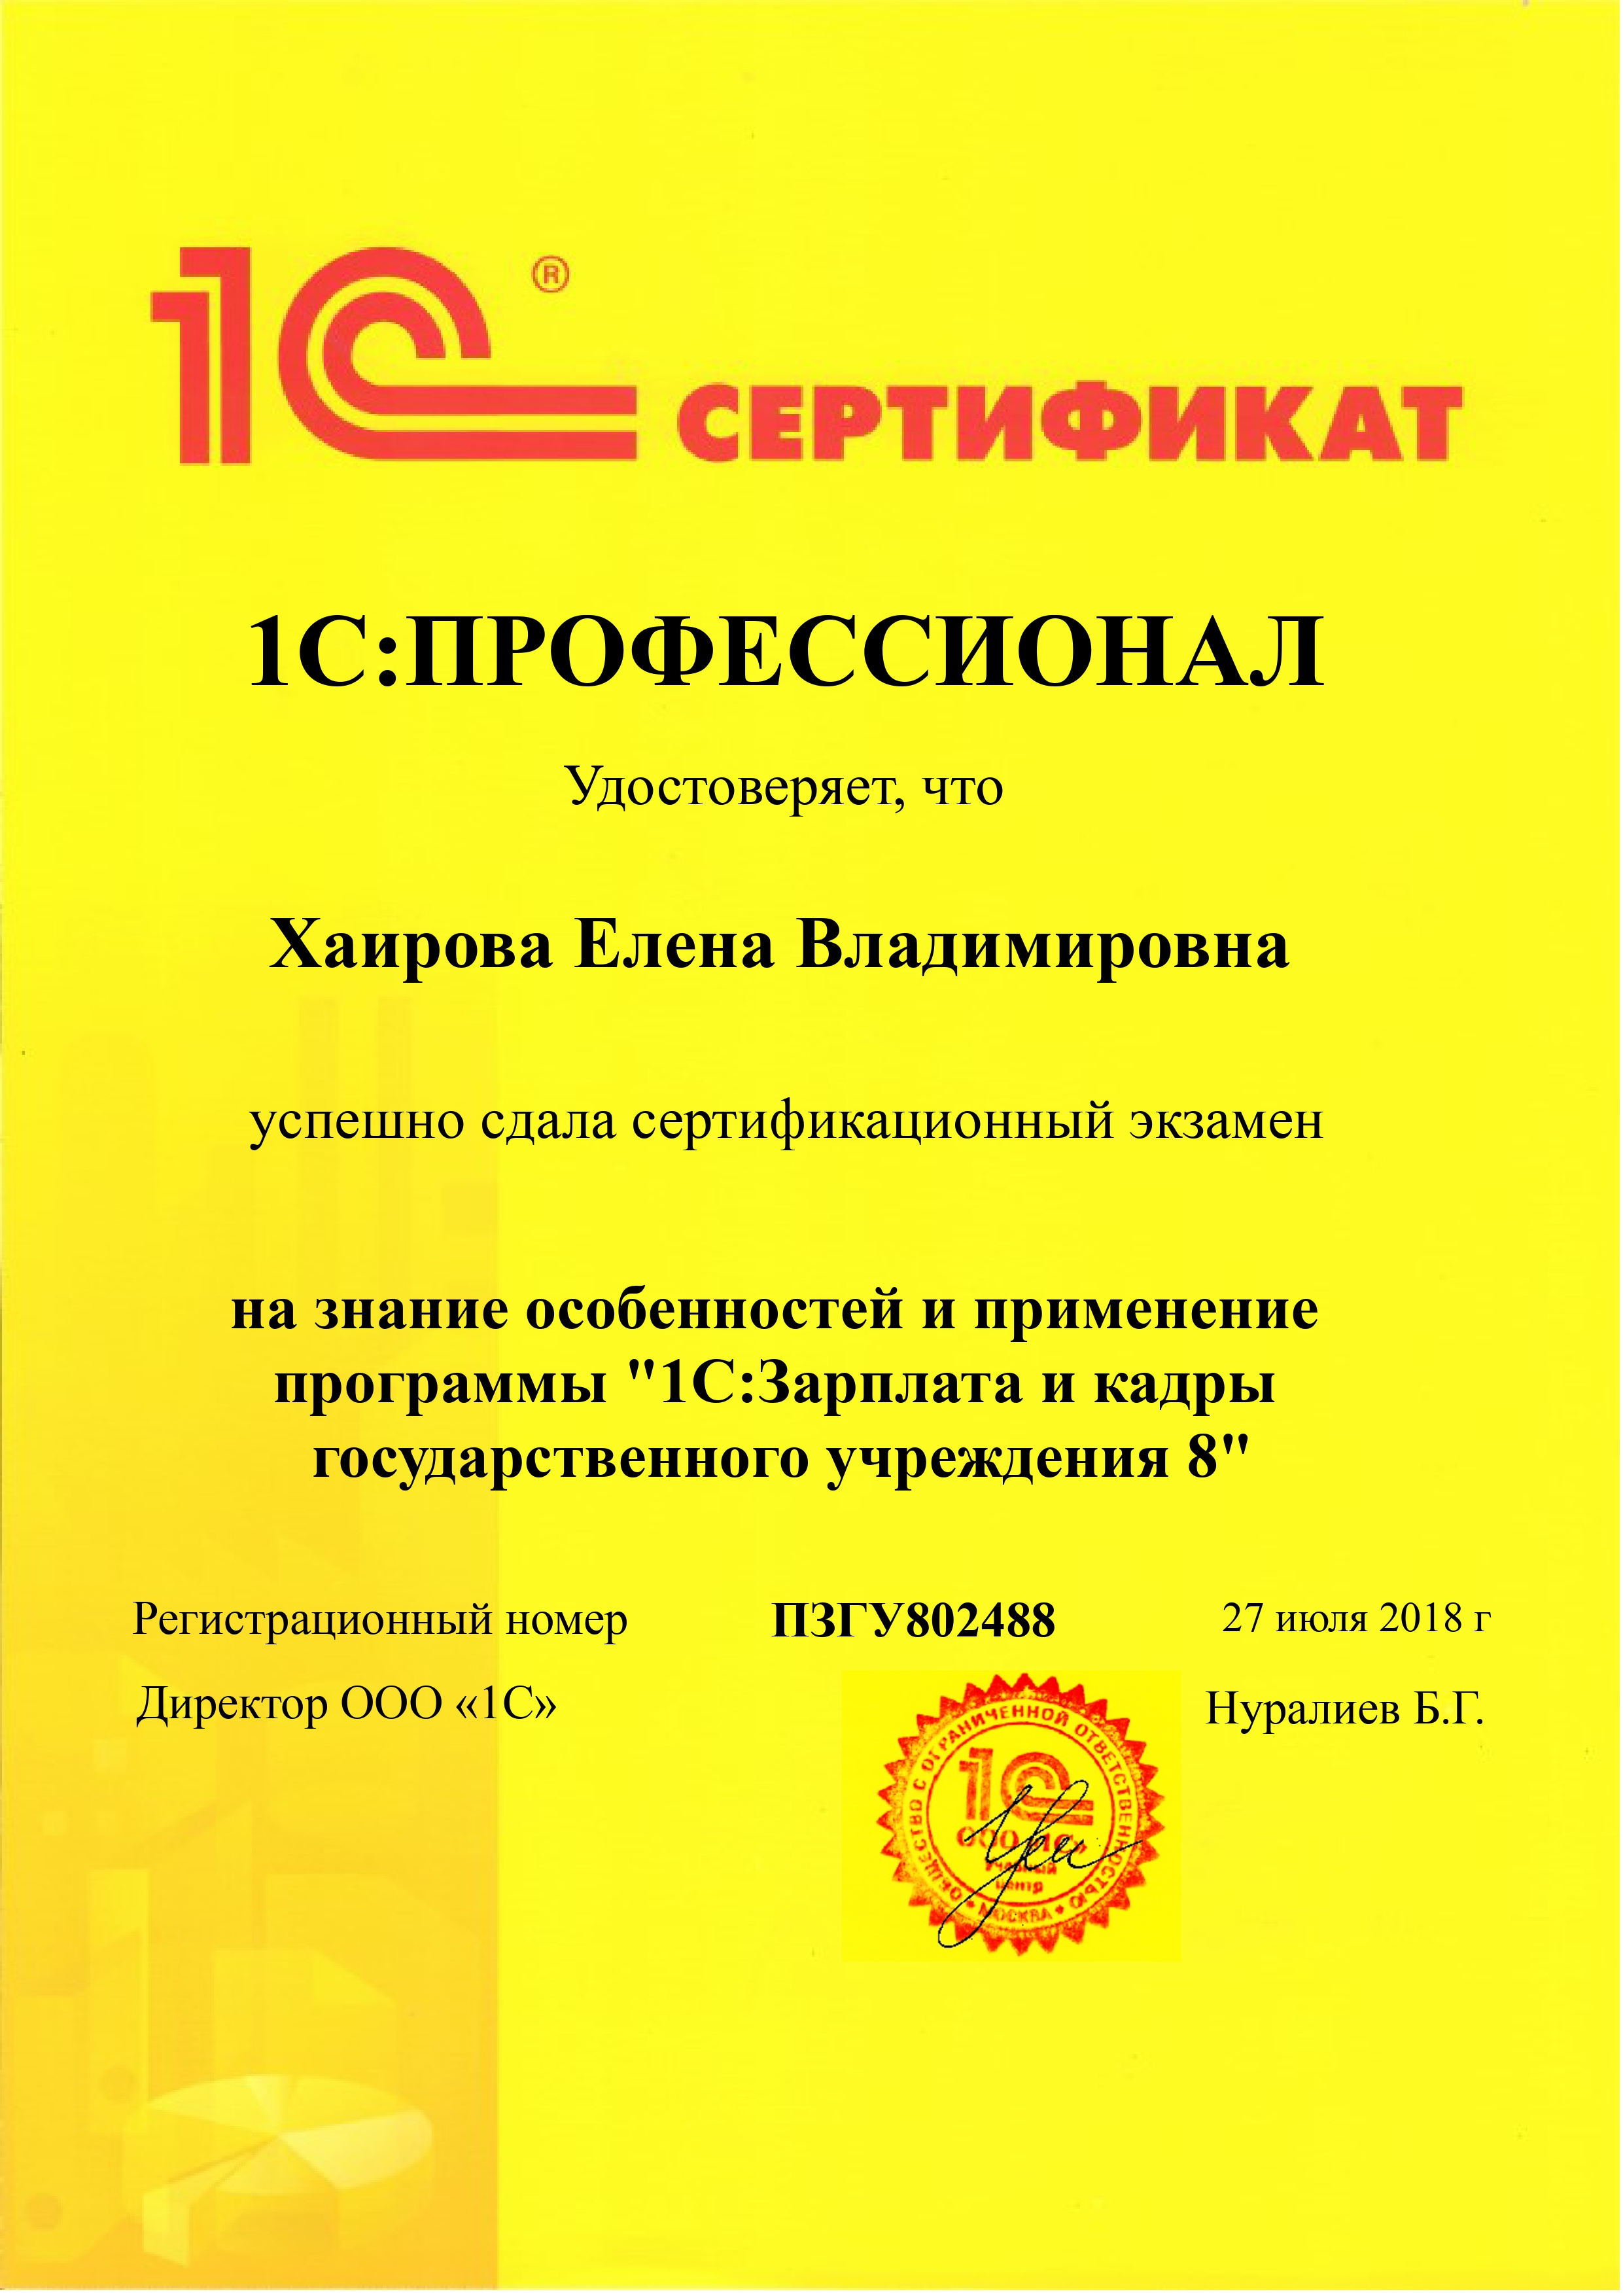 1С® СЕРТИФИКАТ
1С:ПРОФЕССИОНАЛ
Удостоверяет, что
Хаирова Елена Владимировна
успешно сдала сертификационный экзамен
на знание особенностей и применение
программы "1С:Зарплата и кадры
государственного учреждения 8"
Регистрационный номер ПЗГУ802488 27 июля 2018 г
Директор ООО «1С» Нуралиев Б.Г.
ОБЩЕСТВО С ОГРАНИЧЕННОЙ ОТВЕТСТВЕННОСТЬЮ
1С
ООО «1С»
Учебный
центр
МОСКВА